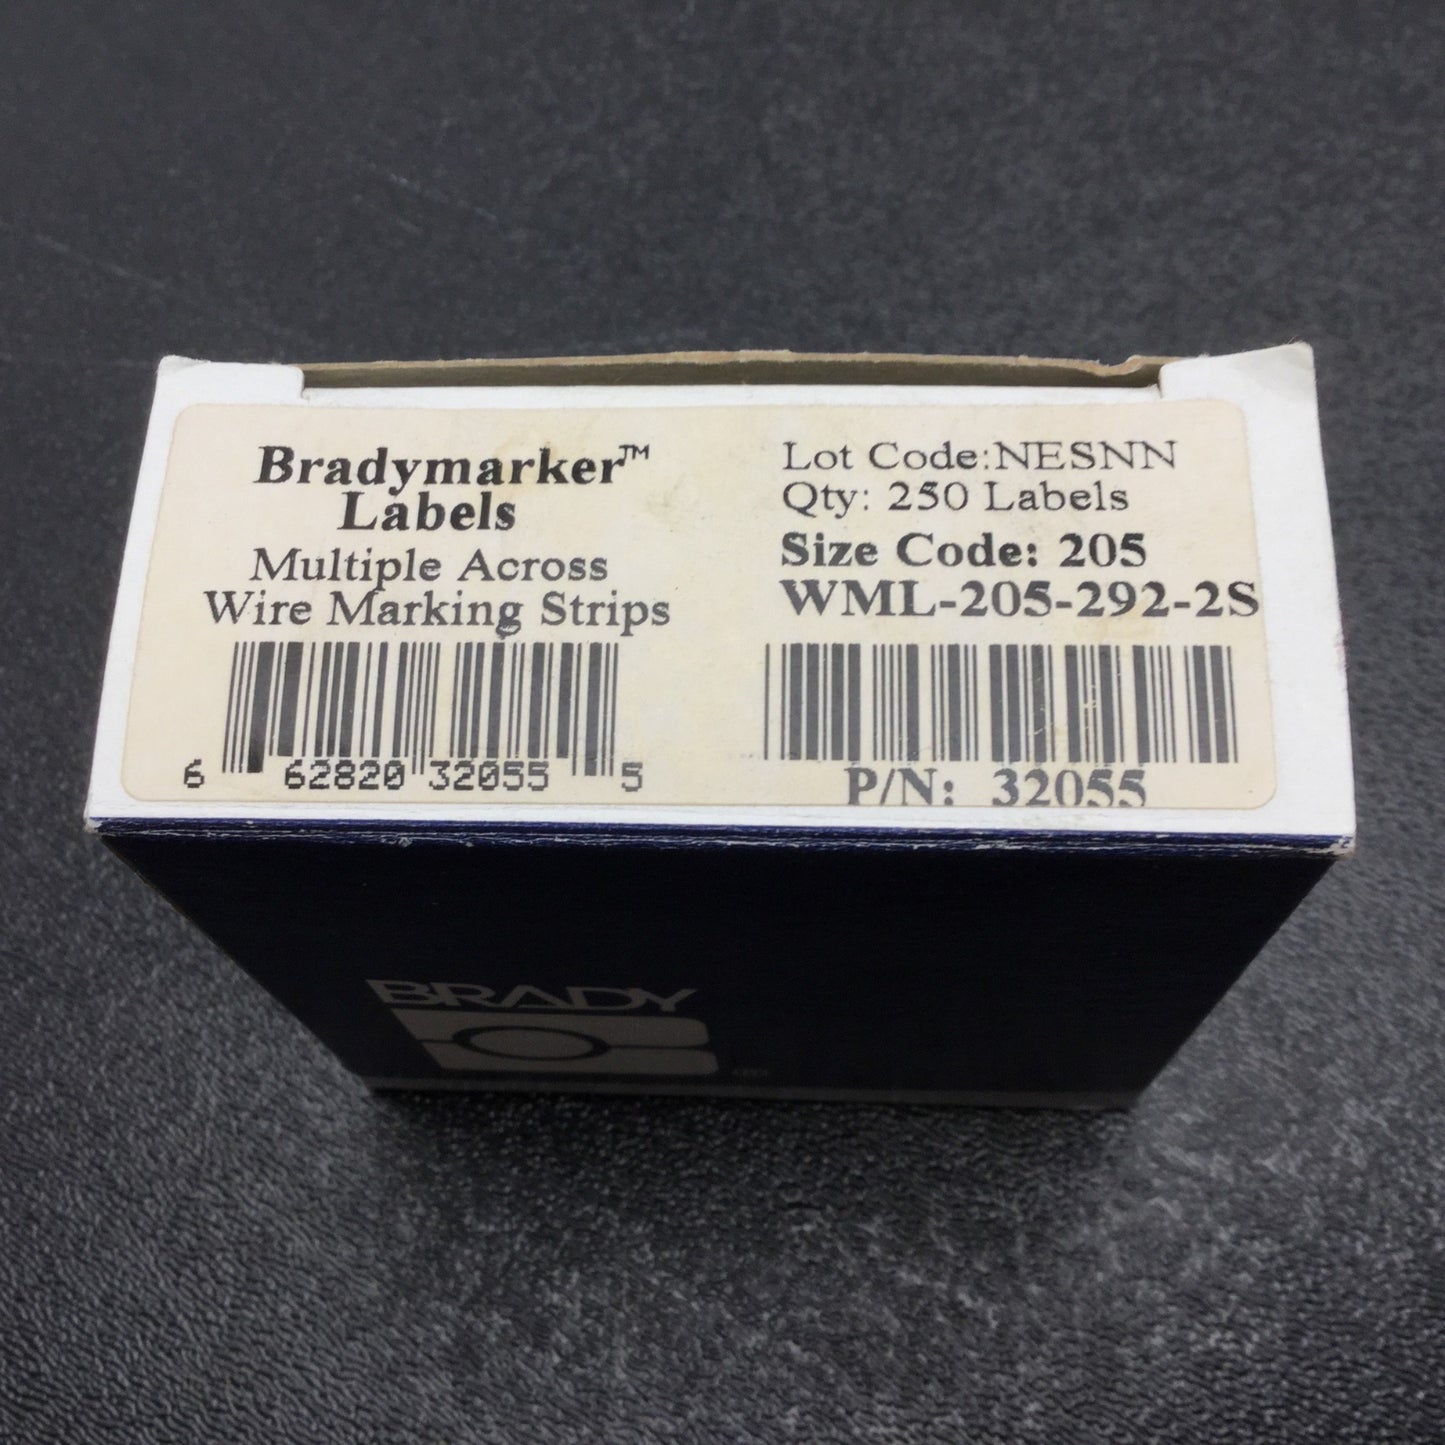 Bradymarker™
Labels
Multiple Across
Wire Marking Strips
6 62820 32055 5
Lot Code:NESNN
Qty: 250 Labels
Size Code: 205
WML-205-292-2S
P/N: 32055
BRADY